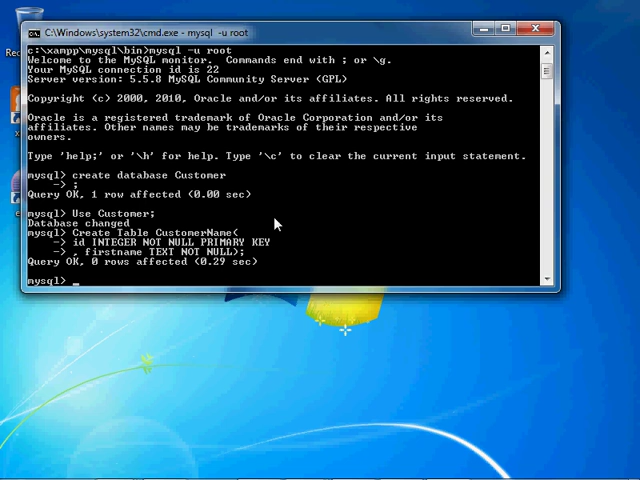 C:\Windows\system32\cmd.exe - mysql -u root
Rec
c:\xampp\mysql\bin>mysql -u root
Welcome to the MySQL monitor.  Commands end with ; or \g.
Your MySQL connection id is 22
Server version: 5.5.8 MySQL Community Server (GPL)
Copyright (c) 2000, 2010, Oracle and/or its affiliates. All rights reserved.
Oracle is a registered trademark of Oracle Corporation and/or its
affiliates. Other names may be trademarks of their respective
owners.
Type 'help;' or '\h' for help. Type '\c' to clear the current input statement.
mysql> create database Customer
-> ;
Query OK, 1 row affected (0.00 sec)
mysql> Use Customer;
Database changed
mysql> Create Table CustomerName(
-> id INTEGER NOT NULL PRIMARY KEY
-> , firstname TEXT NOT NULL);
Query OK, 0 rows affected (0.29 sec)
mysql> _